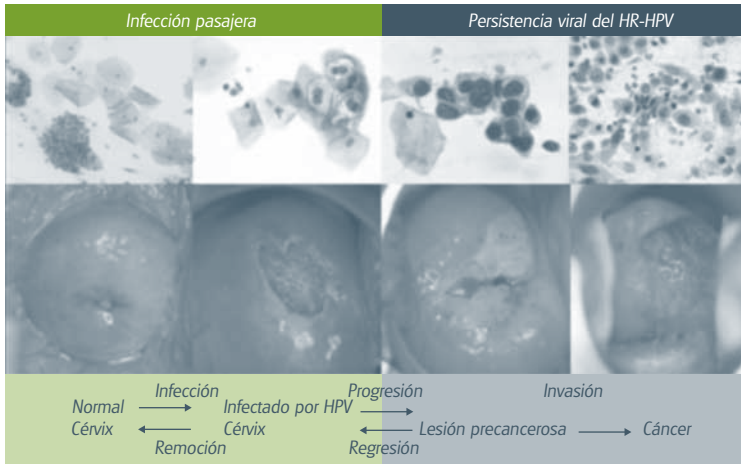 Infección pasajera
Persistencia viral del HR-HPV
Infección
Progresión
Invasión
Normal
Infectado por HPV
Cérvix
Cérvix
Lesión precancerosa
Cáncer
Remoción
Regresión